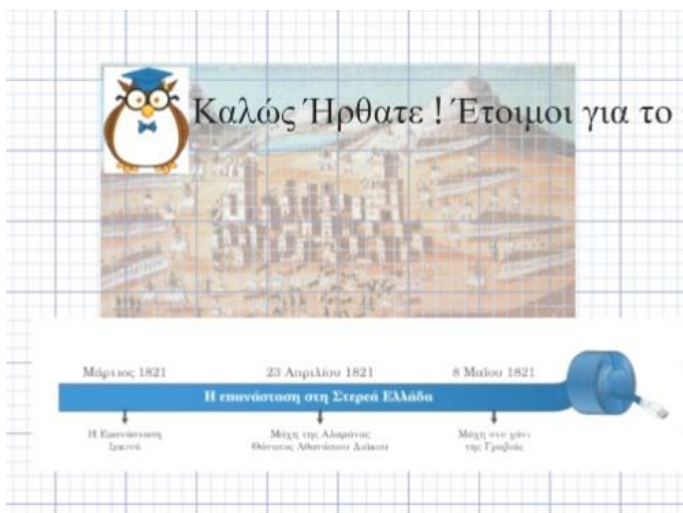 Καλώς Ήρθατε ! Έτοιμοι για το
Μάρτιος 1821
23 Απριλίου 1821
8 Μαΐου 1821
Η επανάσταση στη Στερεά Ελλάδα
Η Επανάσταση
ξεκινά
Μάχη της Αλαμάνας
Θάνατος Αθανάσιου Διάκου
Μάχη στο χάνι
της Γραβιάς